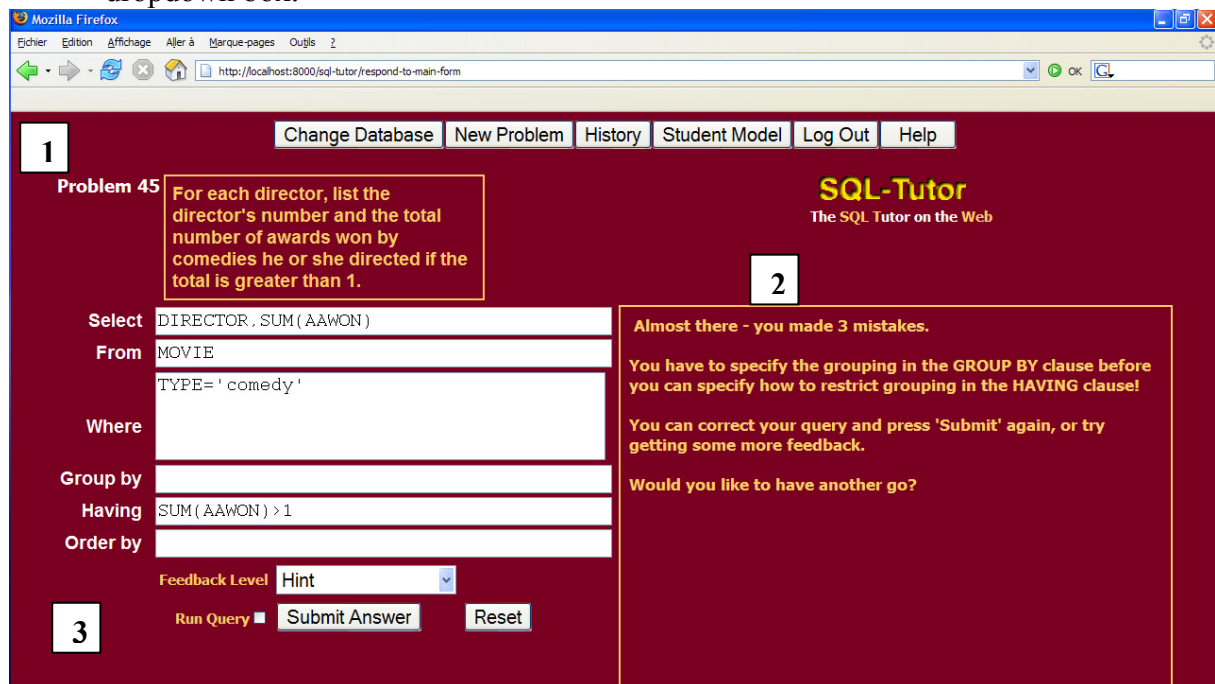 dropdown box.
Mozilla Firefox
Fichier Edition Affichage Aller à Marque-pages Outils ?
http://localhost:8000/sql-tutor/respond-to-main-form OK G
1
Change Database New Problem History Student Model Log Out Help
Problem 45
For each director, list the
director's number and the total
number of awards won by
comedies he or she directed if the
total is greater than 1.
SQL-Tutor
The SQL Tutor on the Web
2
Select DIRECTOR,SUM(AAWON)
From MOVIE
Where TYPE='comedy'
Group by
Having SUM(AAWON)>1
Order by
Feedback Level Hint
Run Query Submit Answer Reset
3
Almost there - you made 3 mistakes.
You have to specify the grouping in the GROUP BY clause before
you can specify how to restrict grouping in the HAVING clause!
You can correct your query and press 'Submit' again, or try
getting some more feedback.
Would you like to have another go?